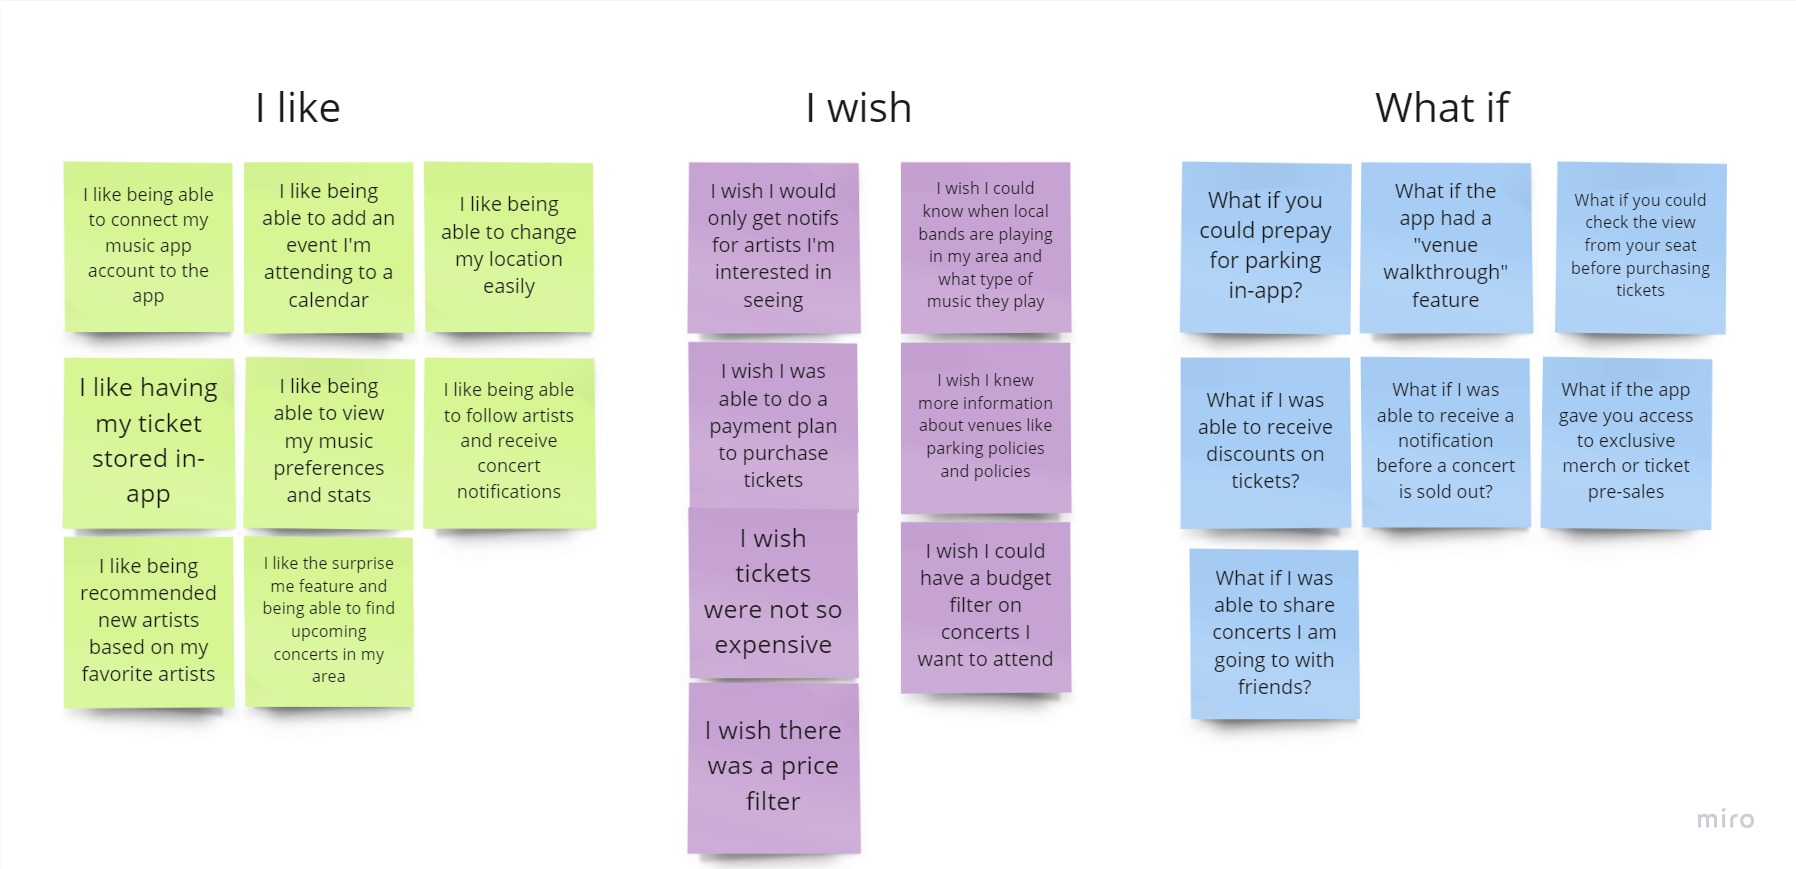 I like
I like being able
to connect my
music app
account to the
app
I like being
able to add an
event I'm
attending to a
calendar
I like being
able to change
my location
easily
I like having
my ticket
stored in-
app
I like being
able to view
my music
preferences
and stats
I like being able
to follow artists
and receive
concert
notifications
I like being
recommended
new artists
based on my
favorite artists
I like the surprise
me feature and
being able to find
upcoming
concerts in my
area
I wish
I wish I would
only get notifs
for artists I'm
interested in
seeing
I wish I could
know when local
bands are playing
in my area and
what type of
music they play
I wish I was
able to do a
payment plan
to purchase
tickets
I wish I knew
more information
about venues like
parking policies
and policies
I wish
tickets
were not so
expensive
I wish I could
have a budget
filter on
concerts I
want to attend
I wish there
was a price
filter
What if
What if you
could prepay
for parking
in-app?
What if the
app had a
"venue
walkthrough"
feature
What if you could
check the view
from your seat
before purchasing
tickets
What if I was
able to receive
discounts on
tickets?
What if I was
able to receive a
notification
before a concert
is sold out?
What if the app
gave you access
to exclusive
merch or ticket
pre-sales
What if I was
able to share
concerts I am
going to with
friends?
miro